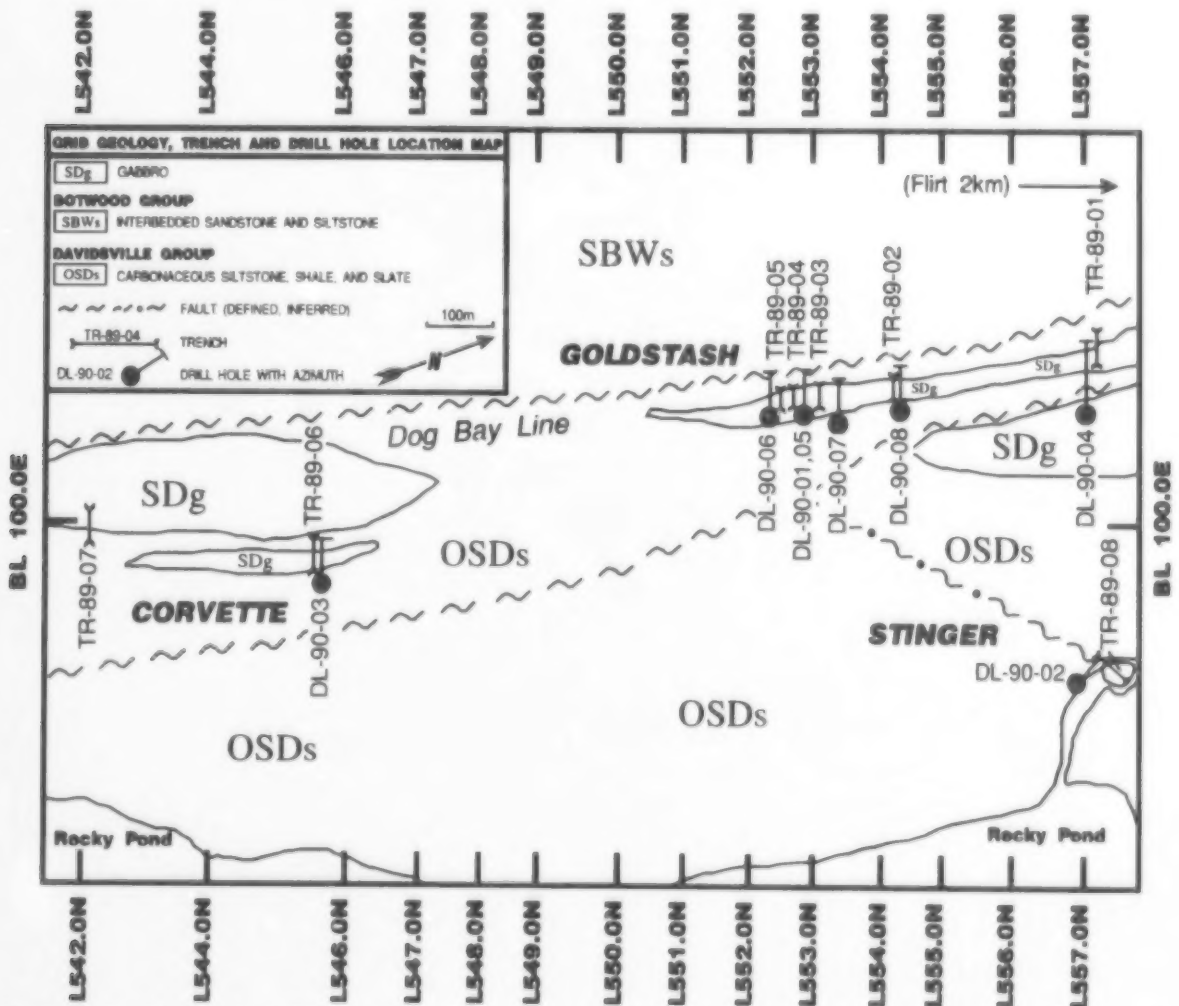 L542.0N
L544.0N
L546.0N
L547.0N
L548.0N
L549.0N
L550.0N
L551.0N
L552.0N
L553.0N
L554.0N
L555.0N
L556.0N
L557.0N
GRID GEOLOGY, TRENCH AND DRILL HOLE LOCATION MAP
SDg GABBRO
BOTWOOD GROUP
SBWs INTERBEDDED SANDSTONE AND SILTSTONE
DAVIDSVILLE GROUP
OSDs CARBONACEOUS SILTSTONE, SHALE, AND SLATE
FAULT (DEFINED, INFERRED)
TR-89-04 TRENCH
100m
N
DL-90-02 DRILL HOLE WITH AZIMUTH
(Flirt 2km)
SBWs
TR-89-05
TR-89-04
TR-89-03
TR-89-02
TR-89-01
GOLDSTASH
SDg
SDg
Dog Bay Line
DL-90-06
DL-90-01,05
DL-90-07
DL-90-08
DL-90-04
SDg
SDg
TR-89-06
BL 100.0E
BL 100.0E
TR-89-07
SDg
OSDs
OSDs
CORVETTE
DL-90-03
STINGER
TR-89-08
DL-90-02
OSDs
OSDs
Rocky Pond
Rocky Pond
L542.0N
L544.0N
L546.0N
L547.0N
L548.0N
L549.0N
L550.0N
L551.0N
L552.0N
L553.0N
L554.0N
L555.0N
L556.0N
L557.0N